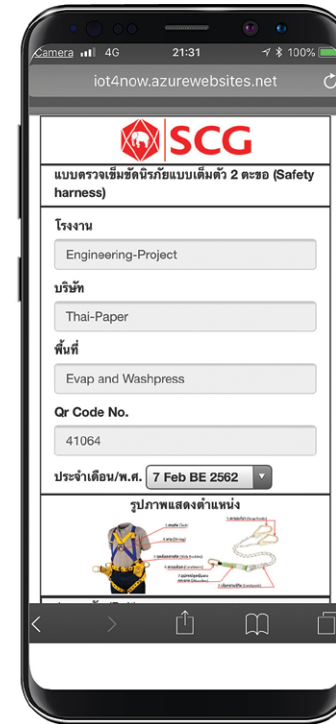 Camera 4G 21:31 100%
iot4now.azurewebsites.net
SCG
แบบตรวจเข็มขัดนิรภัยแบบเต็มตัว 2 ตะขอ (Safety
harness)
โรงงาน
Engineering-Project
บริษัท
Thai-Paper
พื้นที่
Evap and Washpress
Qr Code No.
41064
ประจำเดือน/พ.ศ. 7 Feb BE 2562
รูปภาพแสดงตำแหน่ง